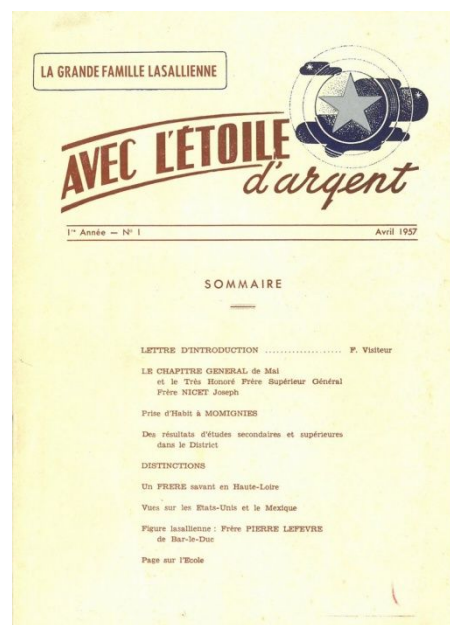 LA GRANDE FAMILLE LASALLIENNE
AVEC L'ÉTOILE
d'argent
1re Année — No 1
Avril 1957
SOMMAIRE
LETTRE D'INTRODUCTION .................... F. Visiteur
LE CHAPITRE GENERAL de Mai
et le Très Honoré Frère Supérieur Général
Frère NICET Joseph
Prise d'Habit à MOMIGNIES
Des résultats d'études secondaires et supérieures
dans le District
DISTINCTIONS
Un FRERE savant en Haute-Loire
Vues sur les Etats-Unis et le Mexique
Figure lasallienne : Frère PIERRE LEFEVRE
de Bar-le-Duc
Page sur l'Ecole